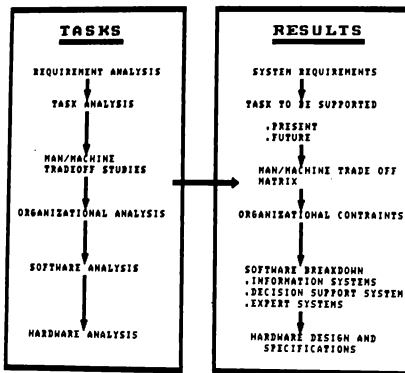 TASKS
REQUIREMENT ANALYSIS
TASK ANALYSIS
MAN/MACHINE
TRADEOFF STUDIES
ORGANIZATIONAL ANALYSIS
SOFTWARE ANALYSIS
HARDWARE ANALYSIS
RESULTS
SYSTEM REQUIREMENTS
TASK TO BE SUPPORTED
.PRESENT
.FUTURE
MAN/MACHINE TRADE OFF
MATRIX
ORGANIZATIONAL CONTRAINTS
SOFTWARE BREAKDOWN
.INFORMATION SYSTEMS
.DECISION SUPPORT SYSTEM
.EXPERT SYSTEMS
HARDWARE DESIGN AND
SPECIFICATIONS